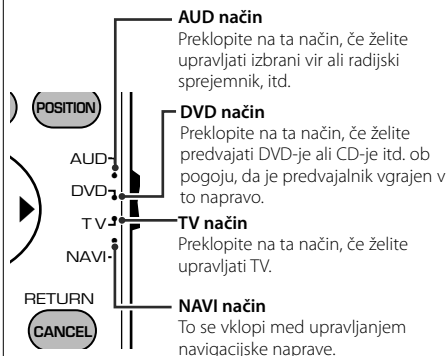 AUD način
Preklopite na ta način, če želite
upravljati izbrani vir ali radijski
sprejemnik, itd.
POSITION
DVD način
Preklopite na ta način, če želite
predvajati DVD-je ali CD-je itd. ob
pogoju, da je predvajalnik vgrajen v
to napravo.
AUD
DVD
TV
NAVI
TV način
Preklopite na ta način, če želite
upravljati TV.
RETURN
CANCEL
NAVI način
To se vklopi med upravljanjem
navigacijske naprave.